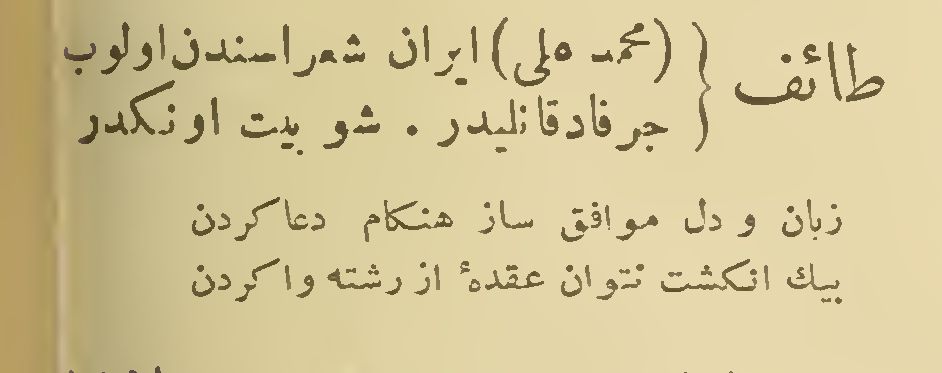 طائف { (محمد علی) ایران شعراسندن اولوب
جرفادقانلیدر . شو بیت اونکدر
زبان و دل موافق ساز هنکام دعا کردن
بیك انکشت نتوان عقدهٔ از رشته وا کردن